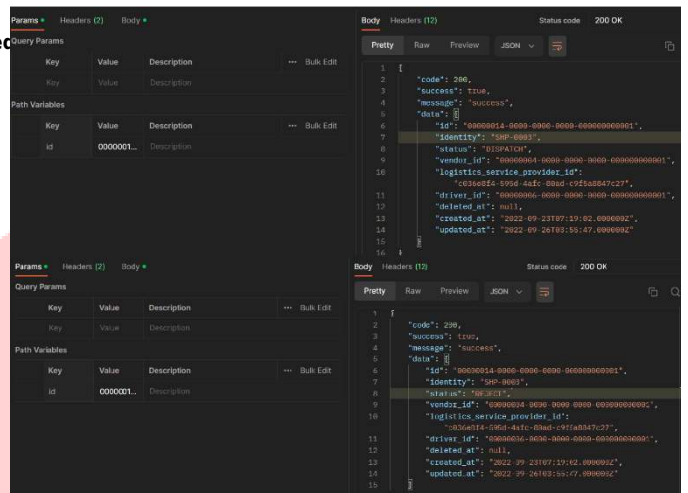 Params Headers (2) Body
Query Params
Key Value Description ••• Bulk Edit
Key Value Description
Path Variables
Key Value Description
id 0000001... Description
Body Headers (12) Status code 200 OK
Pretty Raw Preview JSON
1 {
2 "code": 200,
3 "success": true,
4 "message": "success",
5 "data": {
6 "id": "00000014-0000-0000-0000-000000000001",
7 "identity": "SHP-0003",
8 "status": "DISPATCH",
9 "vendor_id": "00000004-0000-0000-0000-000000000001",
10 "logistics_service_provider_id":
"c036e8f4-595d-4afc-80ad-c9f5a8847c27",
11 "driver_id": "00000006-0000-0000-0000-000000000001",
12 "deleted_at": null,
13 "created_at": "2022-09-23T07:19:02.000000Z",
14 "updated_at": "2022-09-26T03:55:47.000000Z"
15 }
16 }
Params Headers (2) Body
Query Params
Key Value Description ••• Bulk Edit
Key Value Description
Path Variables
Key Value Description
id 0000001... Description
Body Headers (12) Status code 200 OK
Pretty Raw Preview JSON
1 {
2 "code": 200,
3 "success": true,
4 "message": "success",
5 "data": {
6 "id": "00000014-0000-0000-0000-000000000001",
7 "identity": "SHP-0003",
8 "status": "REJECT",
9 "vendor_id": "00000004-0000-0000-0000-000000000001",
10 "logistics_service_provider_id":
"c036e8f4-595d-4afc-80ad-c9f5a8847c27",
11 "driver_id": "00000006-0000-0000-0000-000000000001",
12 "deleted_at": null,
13 "created_at": "2022-09-23T07:19:02.000000Z",
14 "updated_at": "2022-09-26T03:55:47.000000Z"
15 }